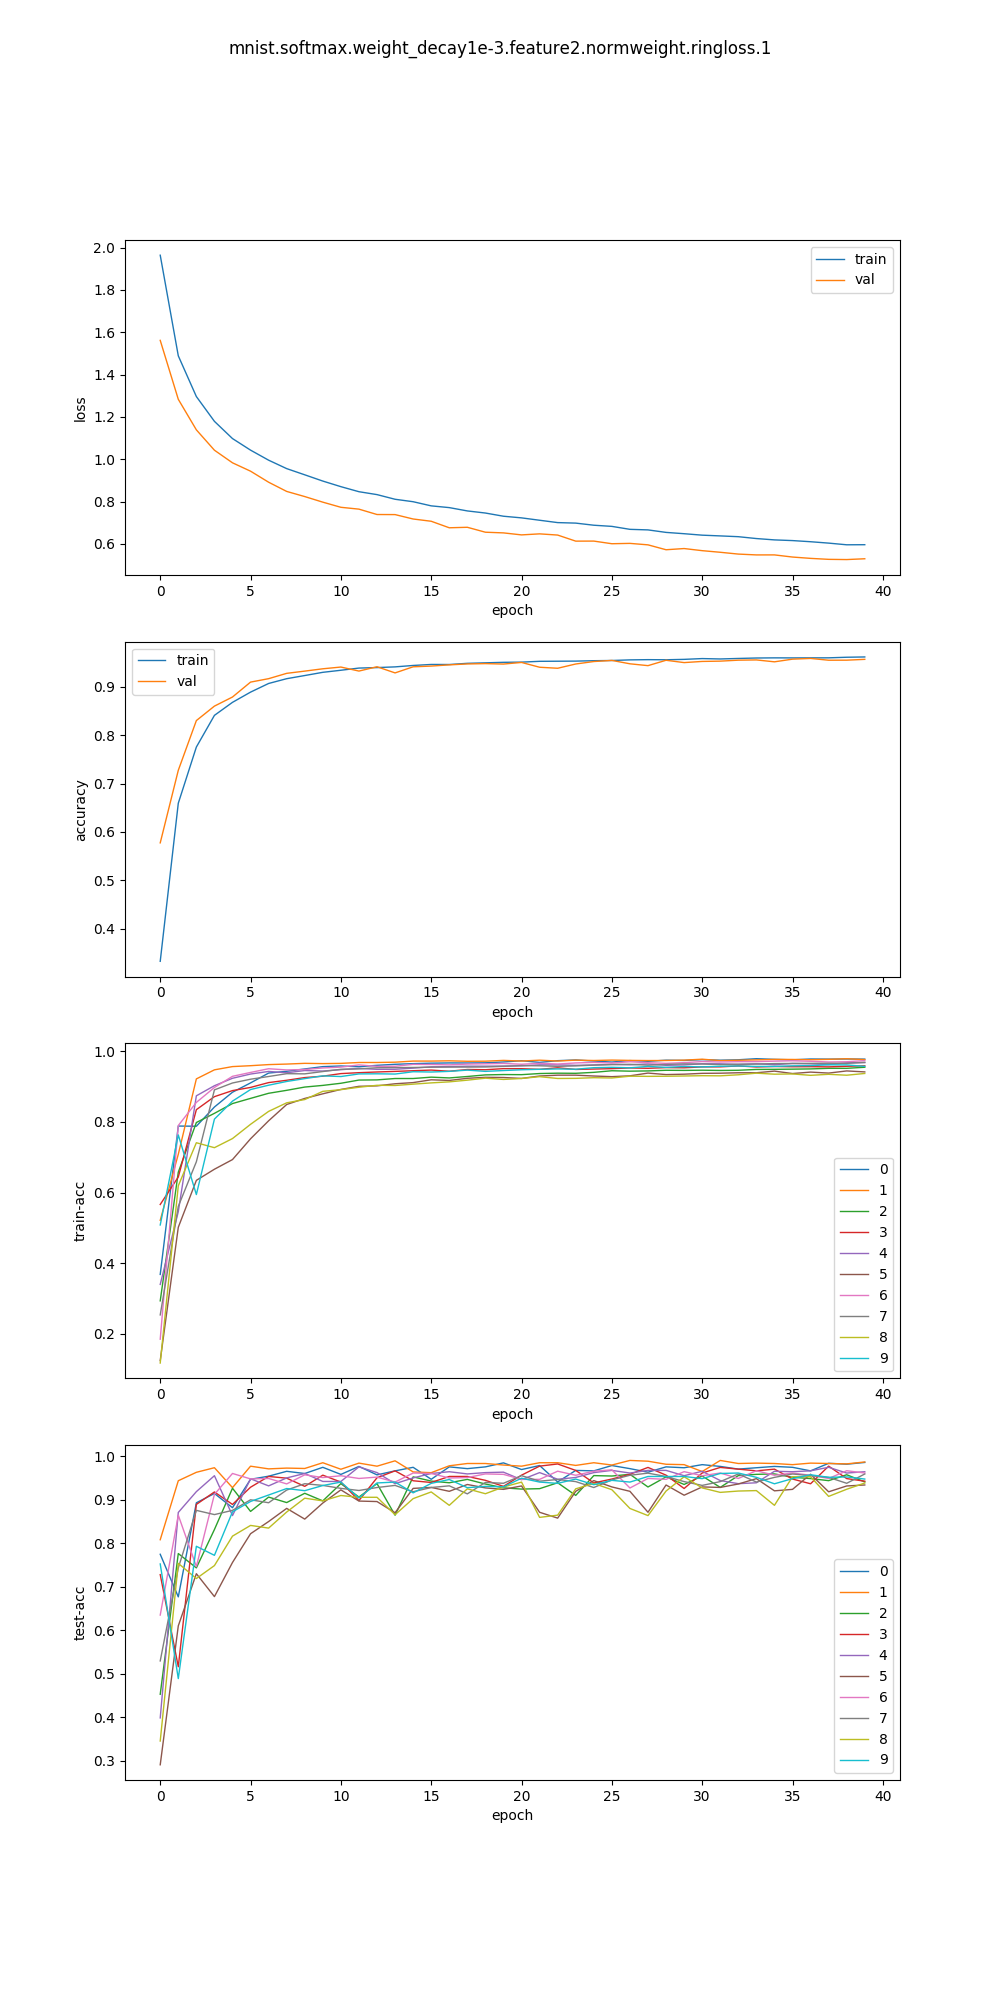 mnist.softmax.weight_decay1e-3.feature2.normweight.ringloss.1
2.0
1.8
1.6
1.4
1.2
1.0
0.8
0.6
loss
train
val
0 5 10 15 20 25 30 35 40
epoch
0.9
0.8
0.7
0.6
0.5
0.4
accuracy
train
val
0 5 10 15 20 25 30 35 40
epoch
1.0
0.8
0.6
0.4
0.2
train-acc
0
1
2
3
4
5
6
7
8
9
0 5 10 15 20 25 30 35 40
epoch
1.0
0.9
0.8
0.7
0.6
0.5
0.4
0.3
test-acc
0
1
2
3
4
5
6
7
8
9
0 5 10 15 20 25 30 35 40
epoch